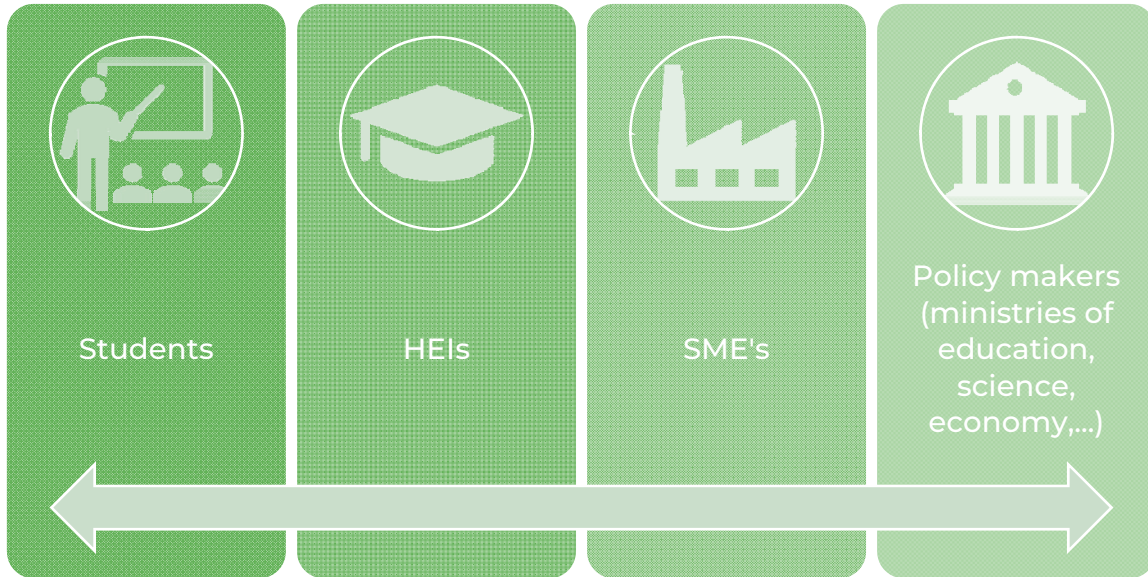 Students
HEIs
SME's
Policy makers
(ministries of
education,
science,
economy,...)